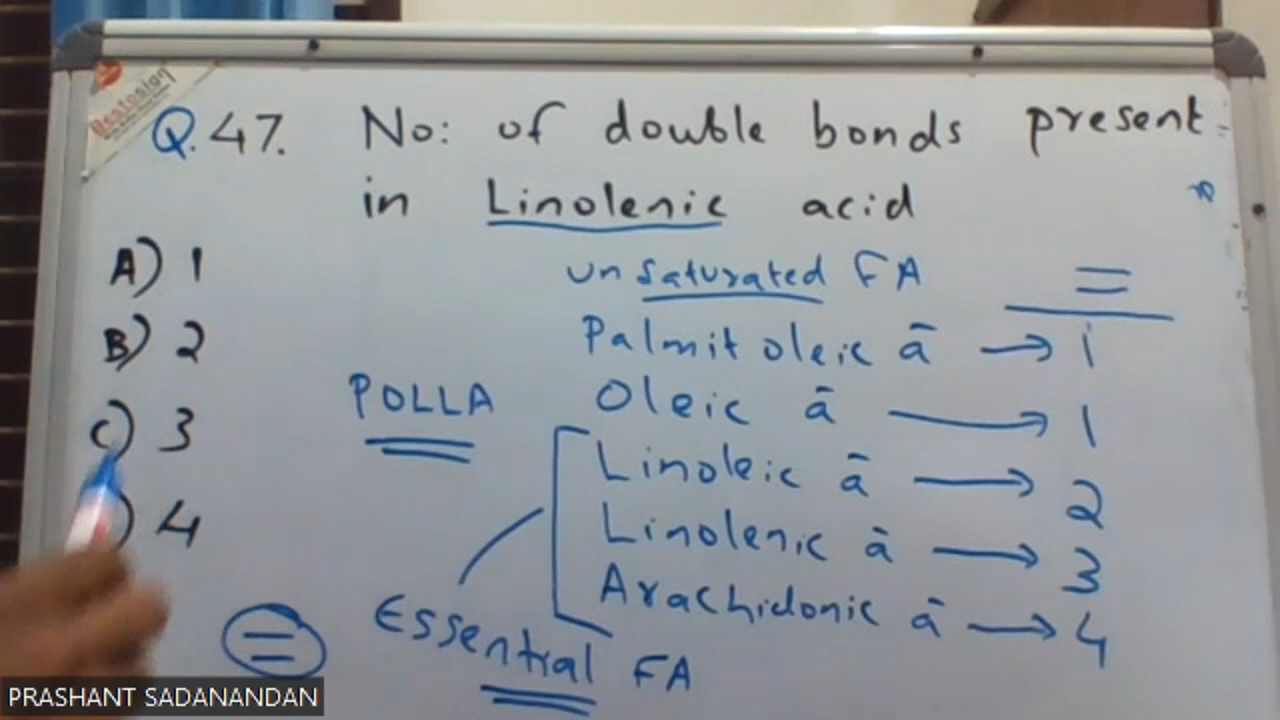 Bestosign
Q.47. No: of double bonds present
in Linolenic acid
A) 1
B) 2
C) 3
) 4
unsaturated FA =
Palmitoleic ā → 1
Oleic ā → 1
Linoleic ā → 2
Linolenic ā → 3
Arachidonic ā → 4
POLLA
Essential FA
=
PRASHANT SADANANDAN